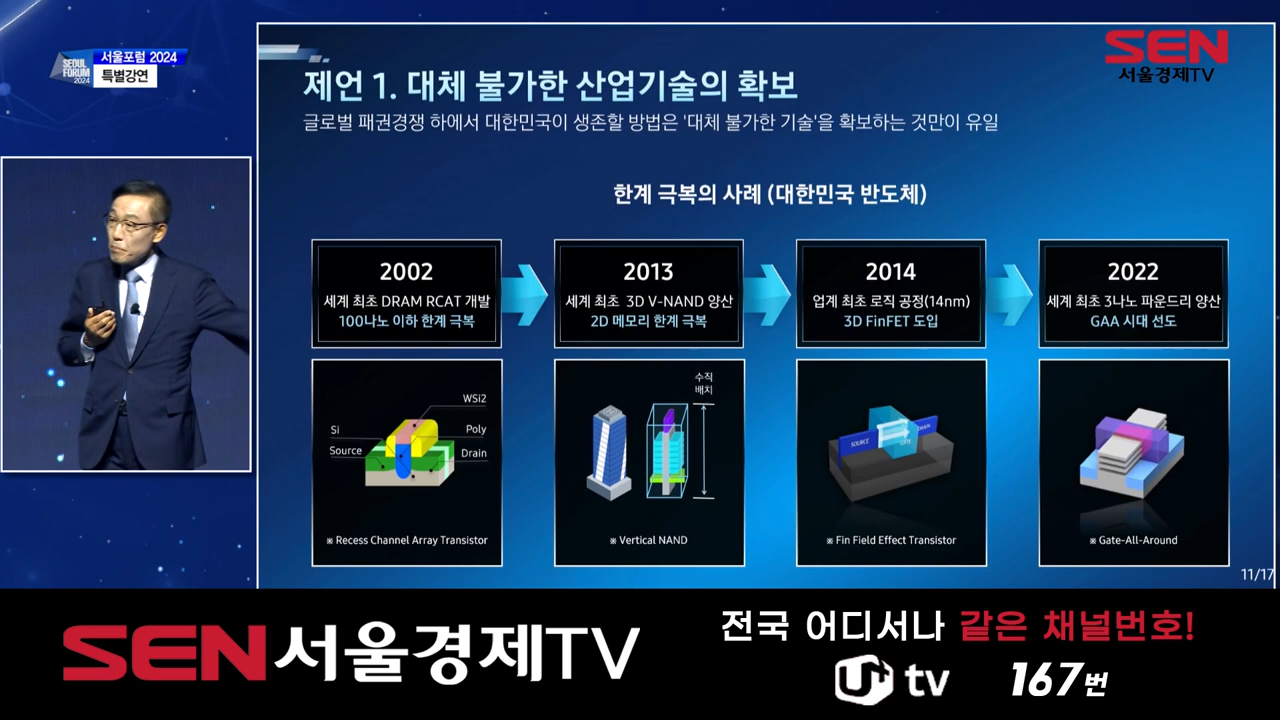 SEOUL
FORUM
2024
서울포럼 2024
특별강연
SEN
서울경제TV
제언 1. 대체 불가한 산업기술의 확보
글로벌 패권경쟁 하에서 대한민국이 생존할 방법은 '대체 불가한 기술'을 확보하는 것만이 유일
한계 극복의 사례 (대한민국 반도체)
2002
세계 최초 DRAM RCAT 개발
100나노 이하 한계 극복
2013
세계 최초 3D V-NAND 양산
2D 메모리 한계 극복
2014
업계 최초 로직 공정(14nm)
3D FinFET 도입
2022
세계 최초 3나노 파운드리 양산
GAA 시대 선도
WSi2
Si
Poly
Source
Drain
※ Recess Channel Array Transistor
수직
배치
※ Vertical NAND
SOURCE
GATE
DRAIN
※ Fin Field Effect Transistor
※ Gate-All-Around
11/17
SEN서울경제TV
전국 어디서나 같은 채널번호!
U+ tv 167번